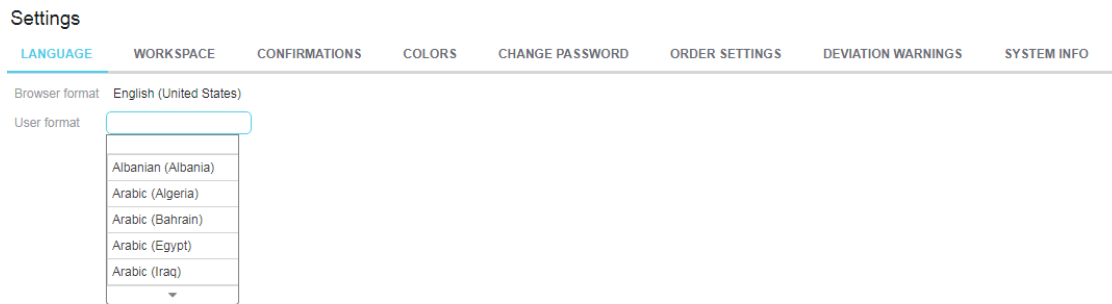 Settings
LANGUAGE WORKSPACE CONFIRMATIONS COLORS CHANGE PASSWORD ORDER SETTINGS DEVIATION WARNINGS SYSTEM INFO
Browser format English (United States)
User format
Albanian (Albania)
Arabic (Algeria)
Arabic (Bahrain)
Arabic (Egypt)
Arabic (Iraq)